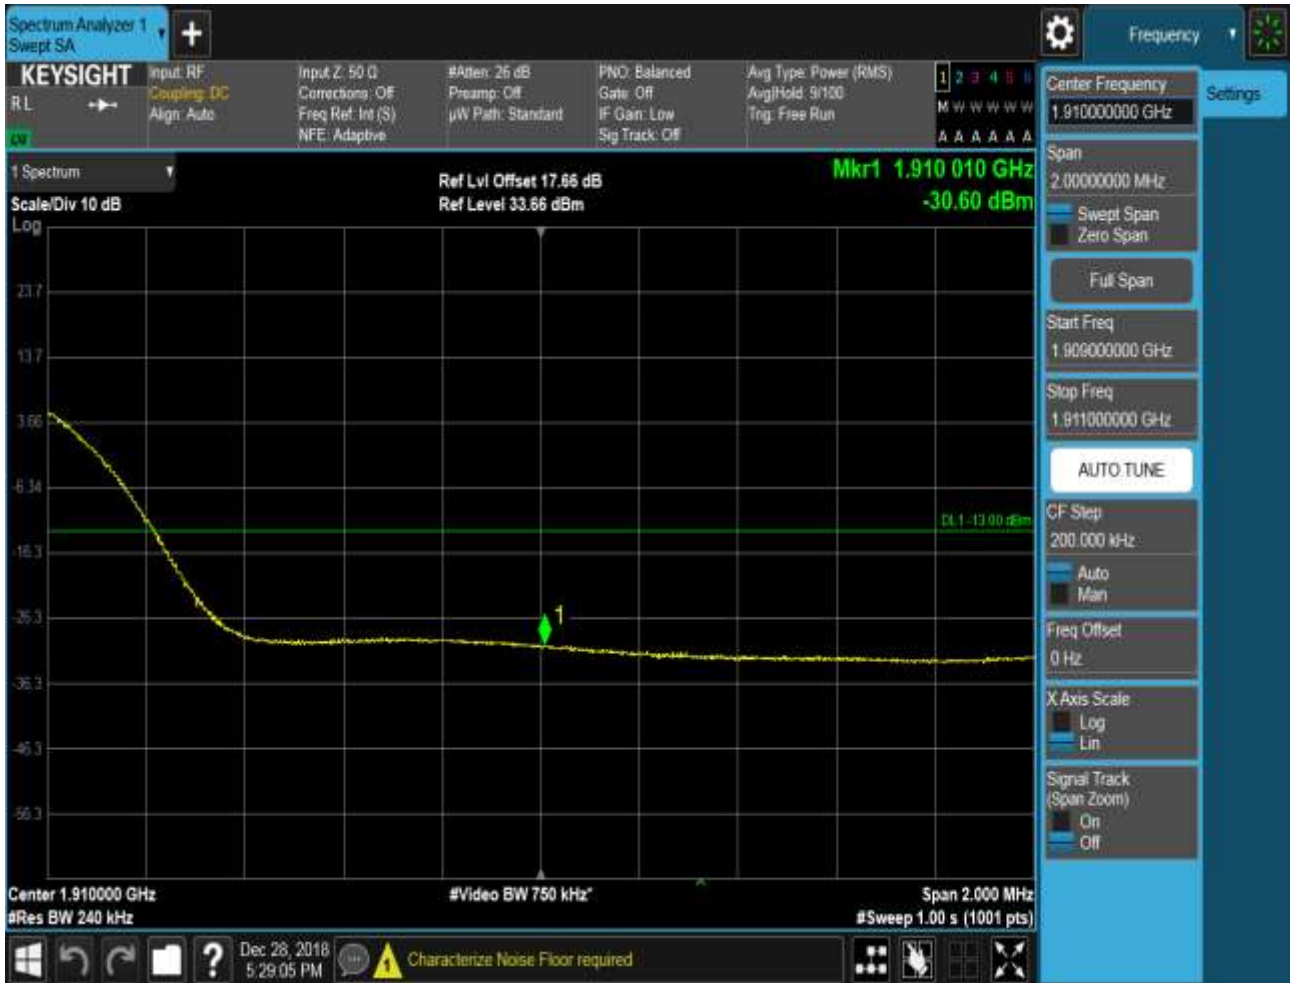 Spectrum Analyzer 1
Swept SA
+
Frequency
KEYSIGHT
RL
Input: RF
Coupling: DC
Align: Auto
Input Z: 50 Ω
Corrections: Off
Freq Ref: Int (S)
NFE: Adaptive
#Atten: 26 dB
Preamp: Off
µW Path: Standard
PNO: Balanced
Gate: Off
IF Gain: Low
Sig Track: Off
Avg Type: Power (RMS)
Avg|Hold: 9/100
Trig: Free Run
1 2 3 4 5 6
M W W W W W
A A A A A A
1 Spectrum
Scale/Div 10 dB
Log
Ref Lvl Offset 17.66 dB
Ref Level 33.66 dBm
Mkr1 1.910 010 GHz
-30.60 dBm
23.7
13.7
3.66
-6.34
-16.3
-26.3
-36.3
-46.3
-56.3
DL1 -13.00 dBm
1
Center 1.910000 GHz
#Res BW 240 kHz
#Video BW 750 kHz*
Span 2.000 MHz
#Sweep 1.00 s (1001 pts)
Center Frequency
1.910000000 GHz
Settings
Span
2.00000000 MHz
Swept Span
Zero Span
Full Span
Start Freq
1.909000000 GHz
Stop Freq
1.911000000 GHz
AUTO TUNE
CF Step
200.000 kHz
Auto
Man
Freq Offset
0 Hz
X Axis Scale
Log
Lin
Signal Track
(Span Zoom)
On
Off
?
Dec 28, 2018
5:29:05 PM
Characterize Noise Floor required